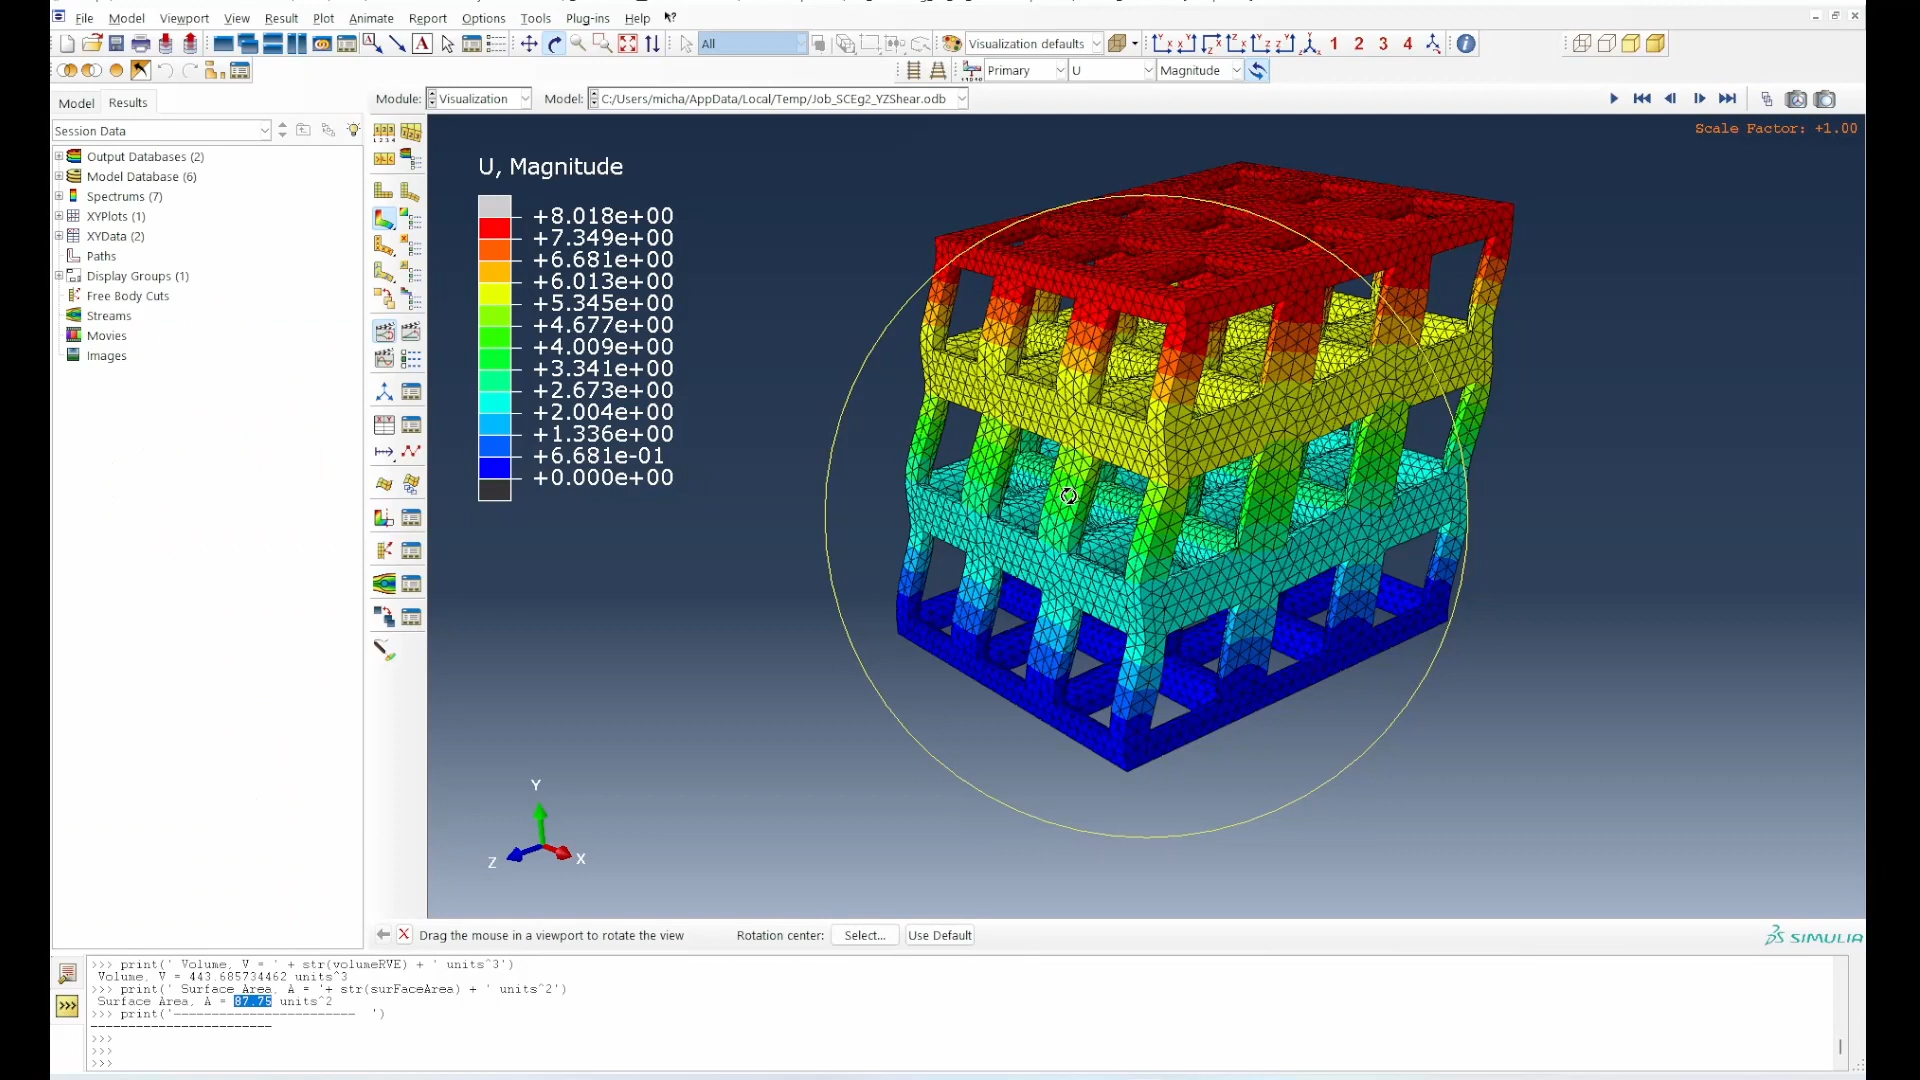 File Model Viewport View Result Plot Animate Report Options Tools Plug-ins Help
All
Visualization defaults
1 2 3 4
Primary U Magnitude
Model Results
Module: Visualization Model: C:/Users/micha/AppData/Local/Temp/Job_SCEg2_YZShear.odb
Session Data
Output Databases (2)
Model Database (6)
Spectrums (7)
XYPlots (1)
XYData (2)
Paths
Display Groups (1)
Free Body Cuts
Streams
Movies
Images
Scale Factor: +1.00
U, Magnitude
+8.018e+00
+7.349e+00
+6.681e+00
+6.013e+00
+5.345e+00
+4.677e+00
+4.009e+00
+3.341e+00
+2.673e+00
+2.004e+00
+1.336e+00
+6.681e-01
+0.000e+00
Y
Z
X
Drag the mouse in a viewport to rotate the view Rotation center: Select... Use Default
SIMULIA
>>> print(' Volume, V = ' + str(volumeRVE) + ' units^3')
Volume, V = 443.685734462 units^3
>>> print(' Surface Area, A = '+ str(surFaceArea) + ' units^2')
Surface Area, A = 87.75 units^2
>>> print('------------------------ ')
------------------------
>>>
>>>
>>>